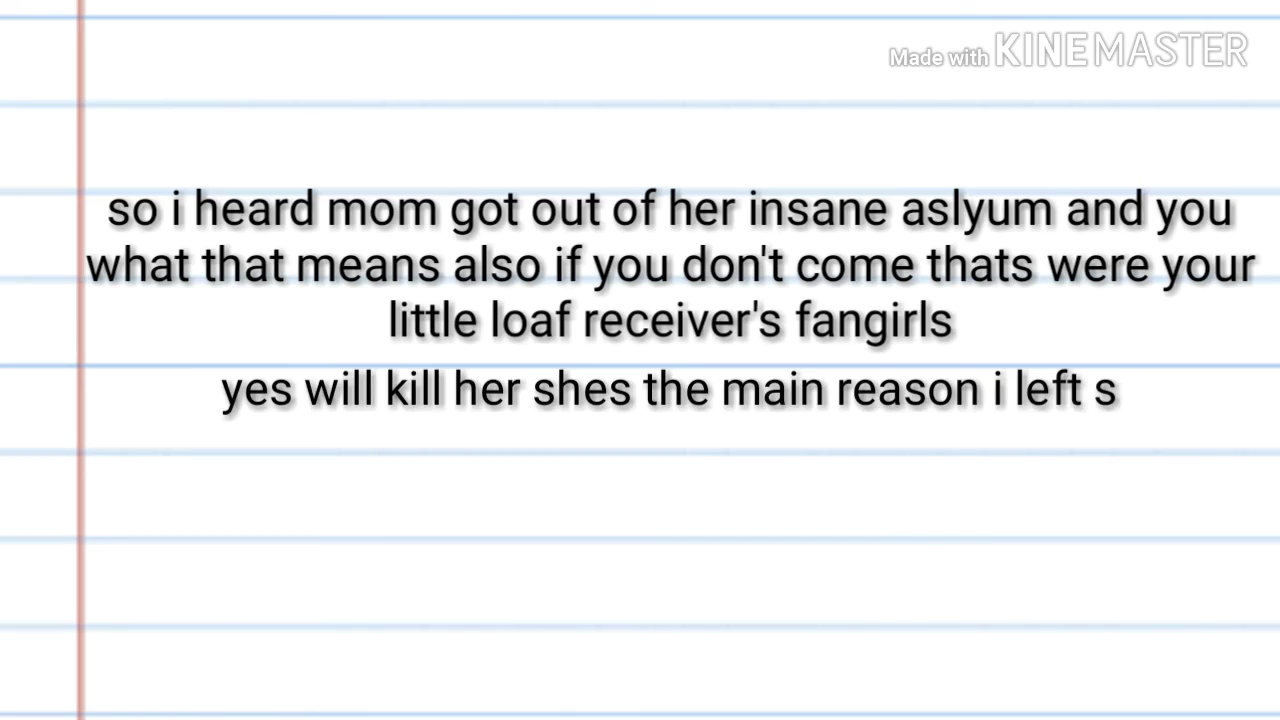 Made with KINEMASTER
so i heard mom got out of her insane aslyum and you
what that means also if you don't come thats were your
little loaf receiver's fangirls
yes will kill her shes the main reason i left s